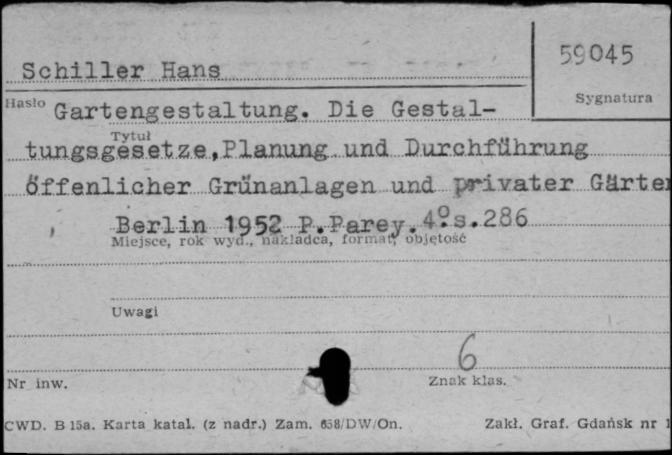 59045
Schiller Hans
Sygnatura
Hasło Gartengestaltung. Die Gestal-
Tytuł
tungsgesetze,Planung und Durchführung
öffenlicher Grünanlagen und privater Gärte
Berlin 1952 P.Parey.4°s.286
Miejsce, rok wyd., nakładca, format, objętość
Uwagi
6
Nr inw.
Znak klas.
CWD. B 15a. Karta katal. (z nadr.) Zam. 658/DW/On. Zakł. Graf. Gdańsk nr 1